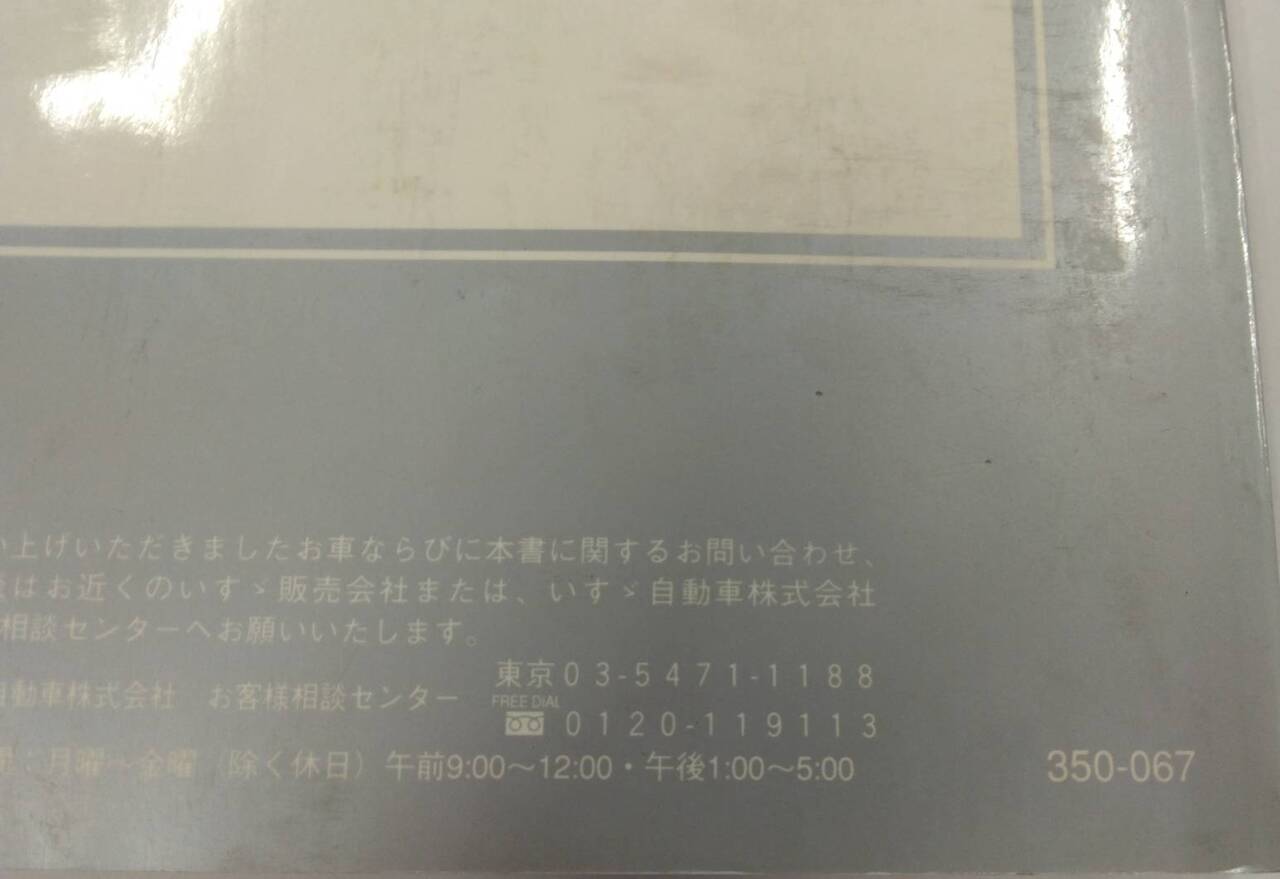 い上げいただきましたお車ならびに本書に関するお問い合わせ、
はお近くのいすゞ販売会社または、いすゞ自動車株式会社
相談センターへお願いいたします。
東京03-5471-1188
自動車株式会社 お客様相談センター
FREE DIAL
0120-119113
：月曜〜金曜（除く休日）午前9:00〜12:00・午後1:00〜5:00
350-067